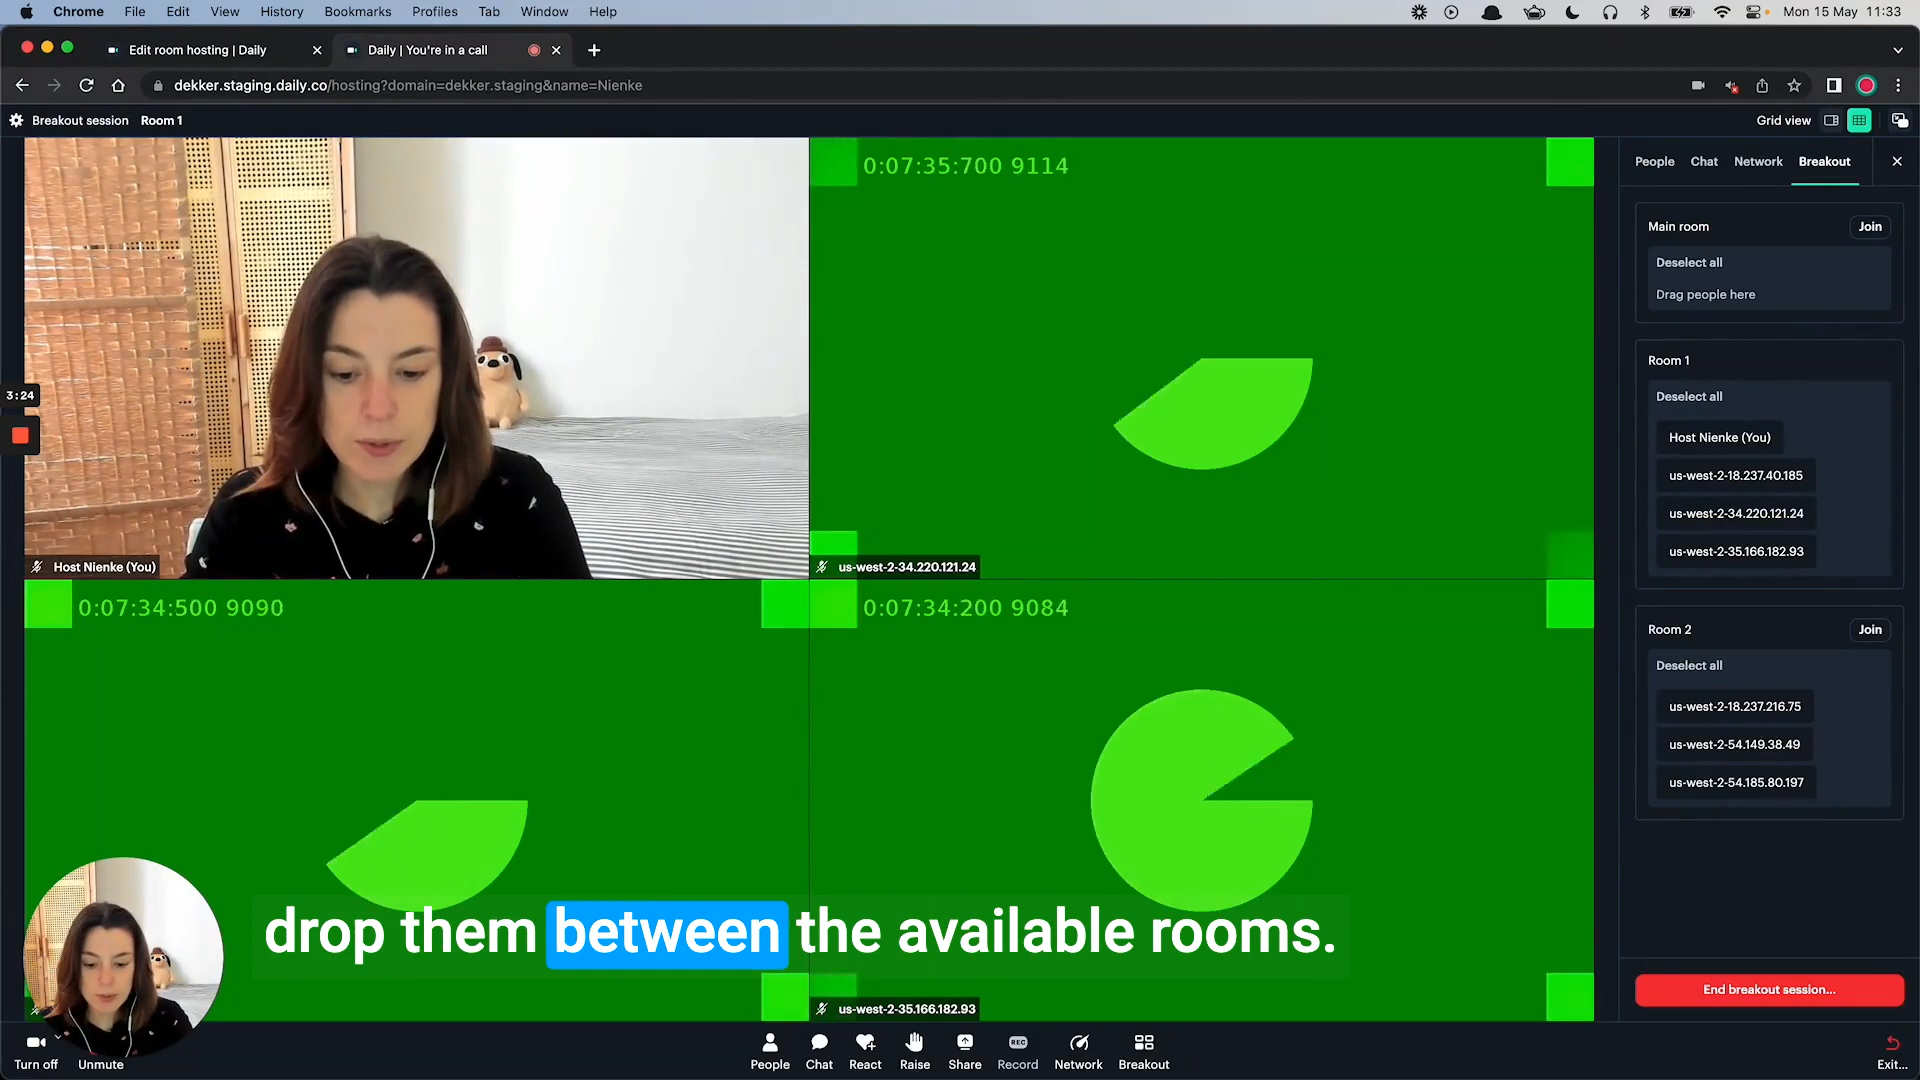 Chrome File Edit View History Bookmarks Profiles Tab Window Help Mon 15 May 11:33
Edit room hosting | Daily Daily | You're in a call
dekker.staging.daily.co/hosting?domain=dekker.staging&name=Nienke
Breakout session Room 1 Grid view
People Chat Network Breakout
0:07:35:700 9114
Main room Join
Deselect all
Drag people here
Room 1
Deselect all
Host Nienke (You)
us-west-2-18.237.40.185
us-west-2-34.220.121.24
us-west-2-35.166.182.93
3:24
Host Nienke (You)
us-west-2-34.220.121.24
0:07:34:500 9090
0:07:34:200 9084
Room 2 Join
Deselect all
us-west-2-18.237.216.75
us-west-2-54.149.38.49
us-west-2-54.185.80.197
drop them between the available rooms.
us-west-2-35.166.182.93
End breakout session...
REC
Turn off Unmute People Chat React Raise Share Record Network Breakout Exit...